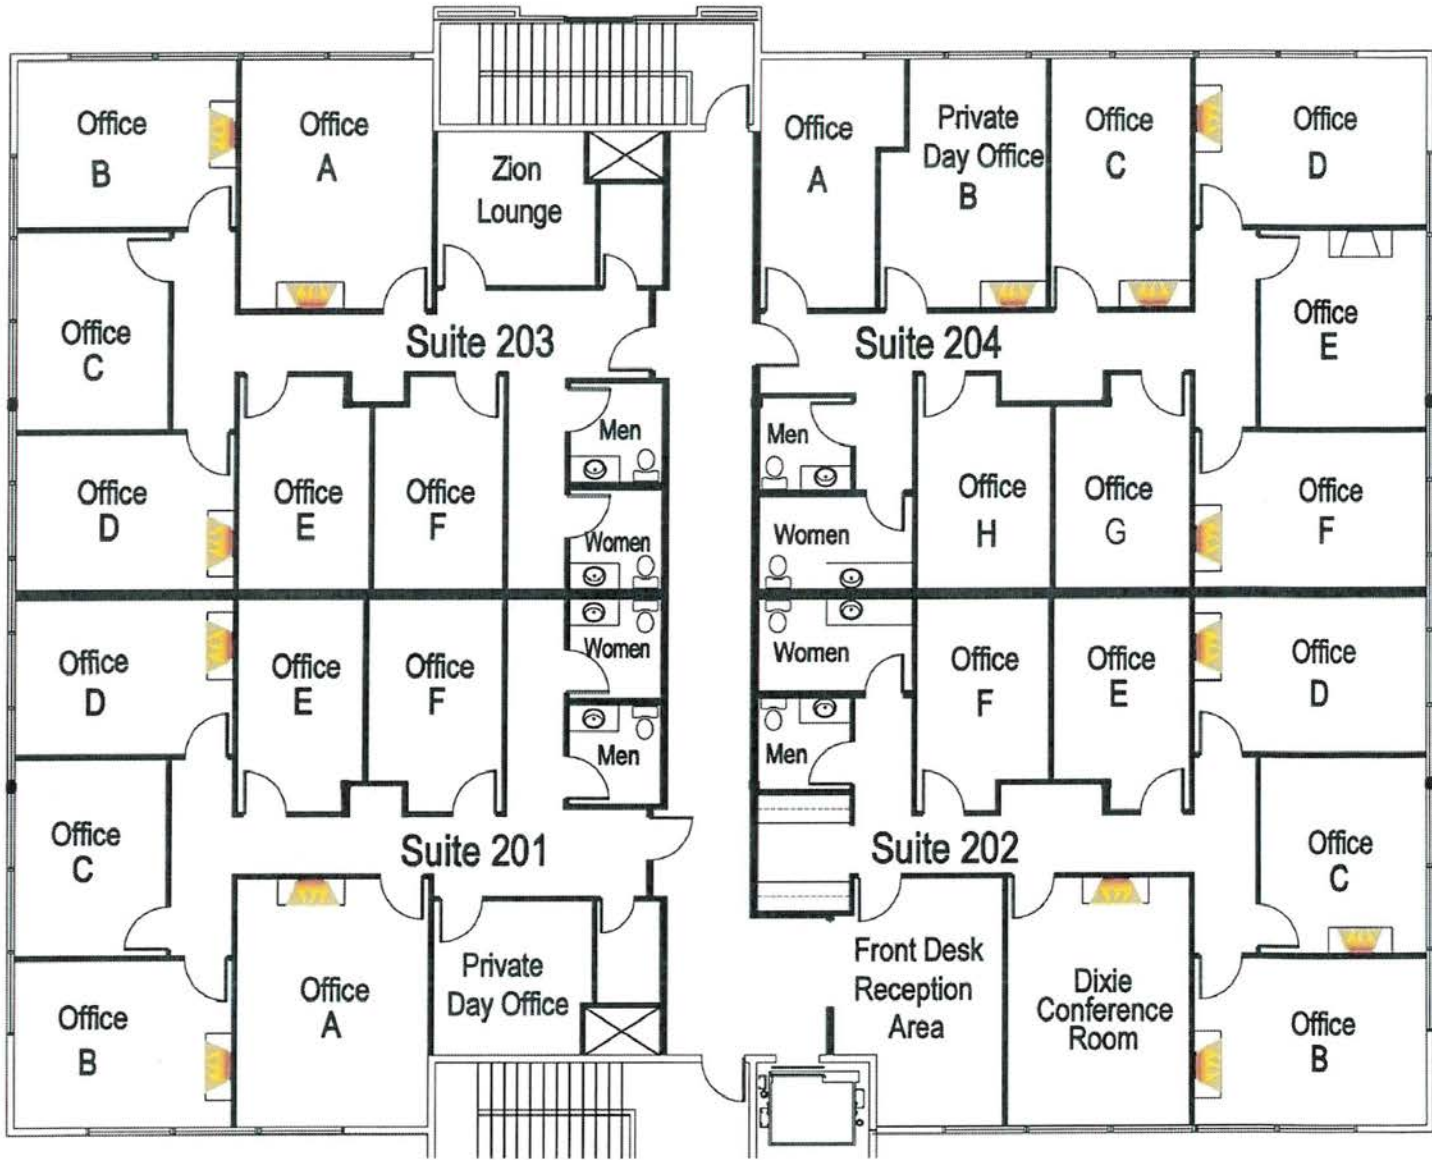 Office
B
Office
A
Zion
Lounge
Office
A
Private
Day Office
B
Office
C
Office
D
Office
C
Suite 203
Suite 204
Office
E
Office
D
Office
E
Office
F
Men
Women
Men
Women
Office
H
Office
G
Office
F
Office
D
Office
E
Office
F
Women
Men
Women
Men
Office
F
Office
E
Office
D
Office
C
Suite 201
Suite 202
Office
C
Office
B
Office
A
Private
Day Office
Front Desk
Reception
Area
Dixie
Conference
Room
Office
B